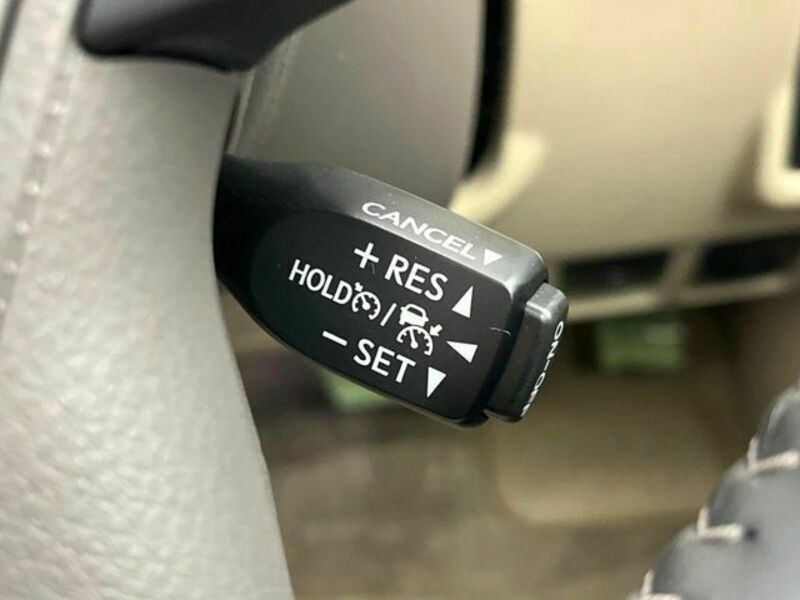 CANCEL▼
+ RES ▲
HOLD /
- SET ▼
ON-OFF